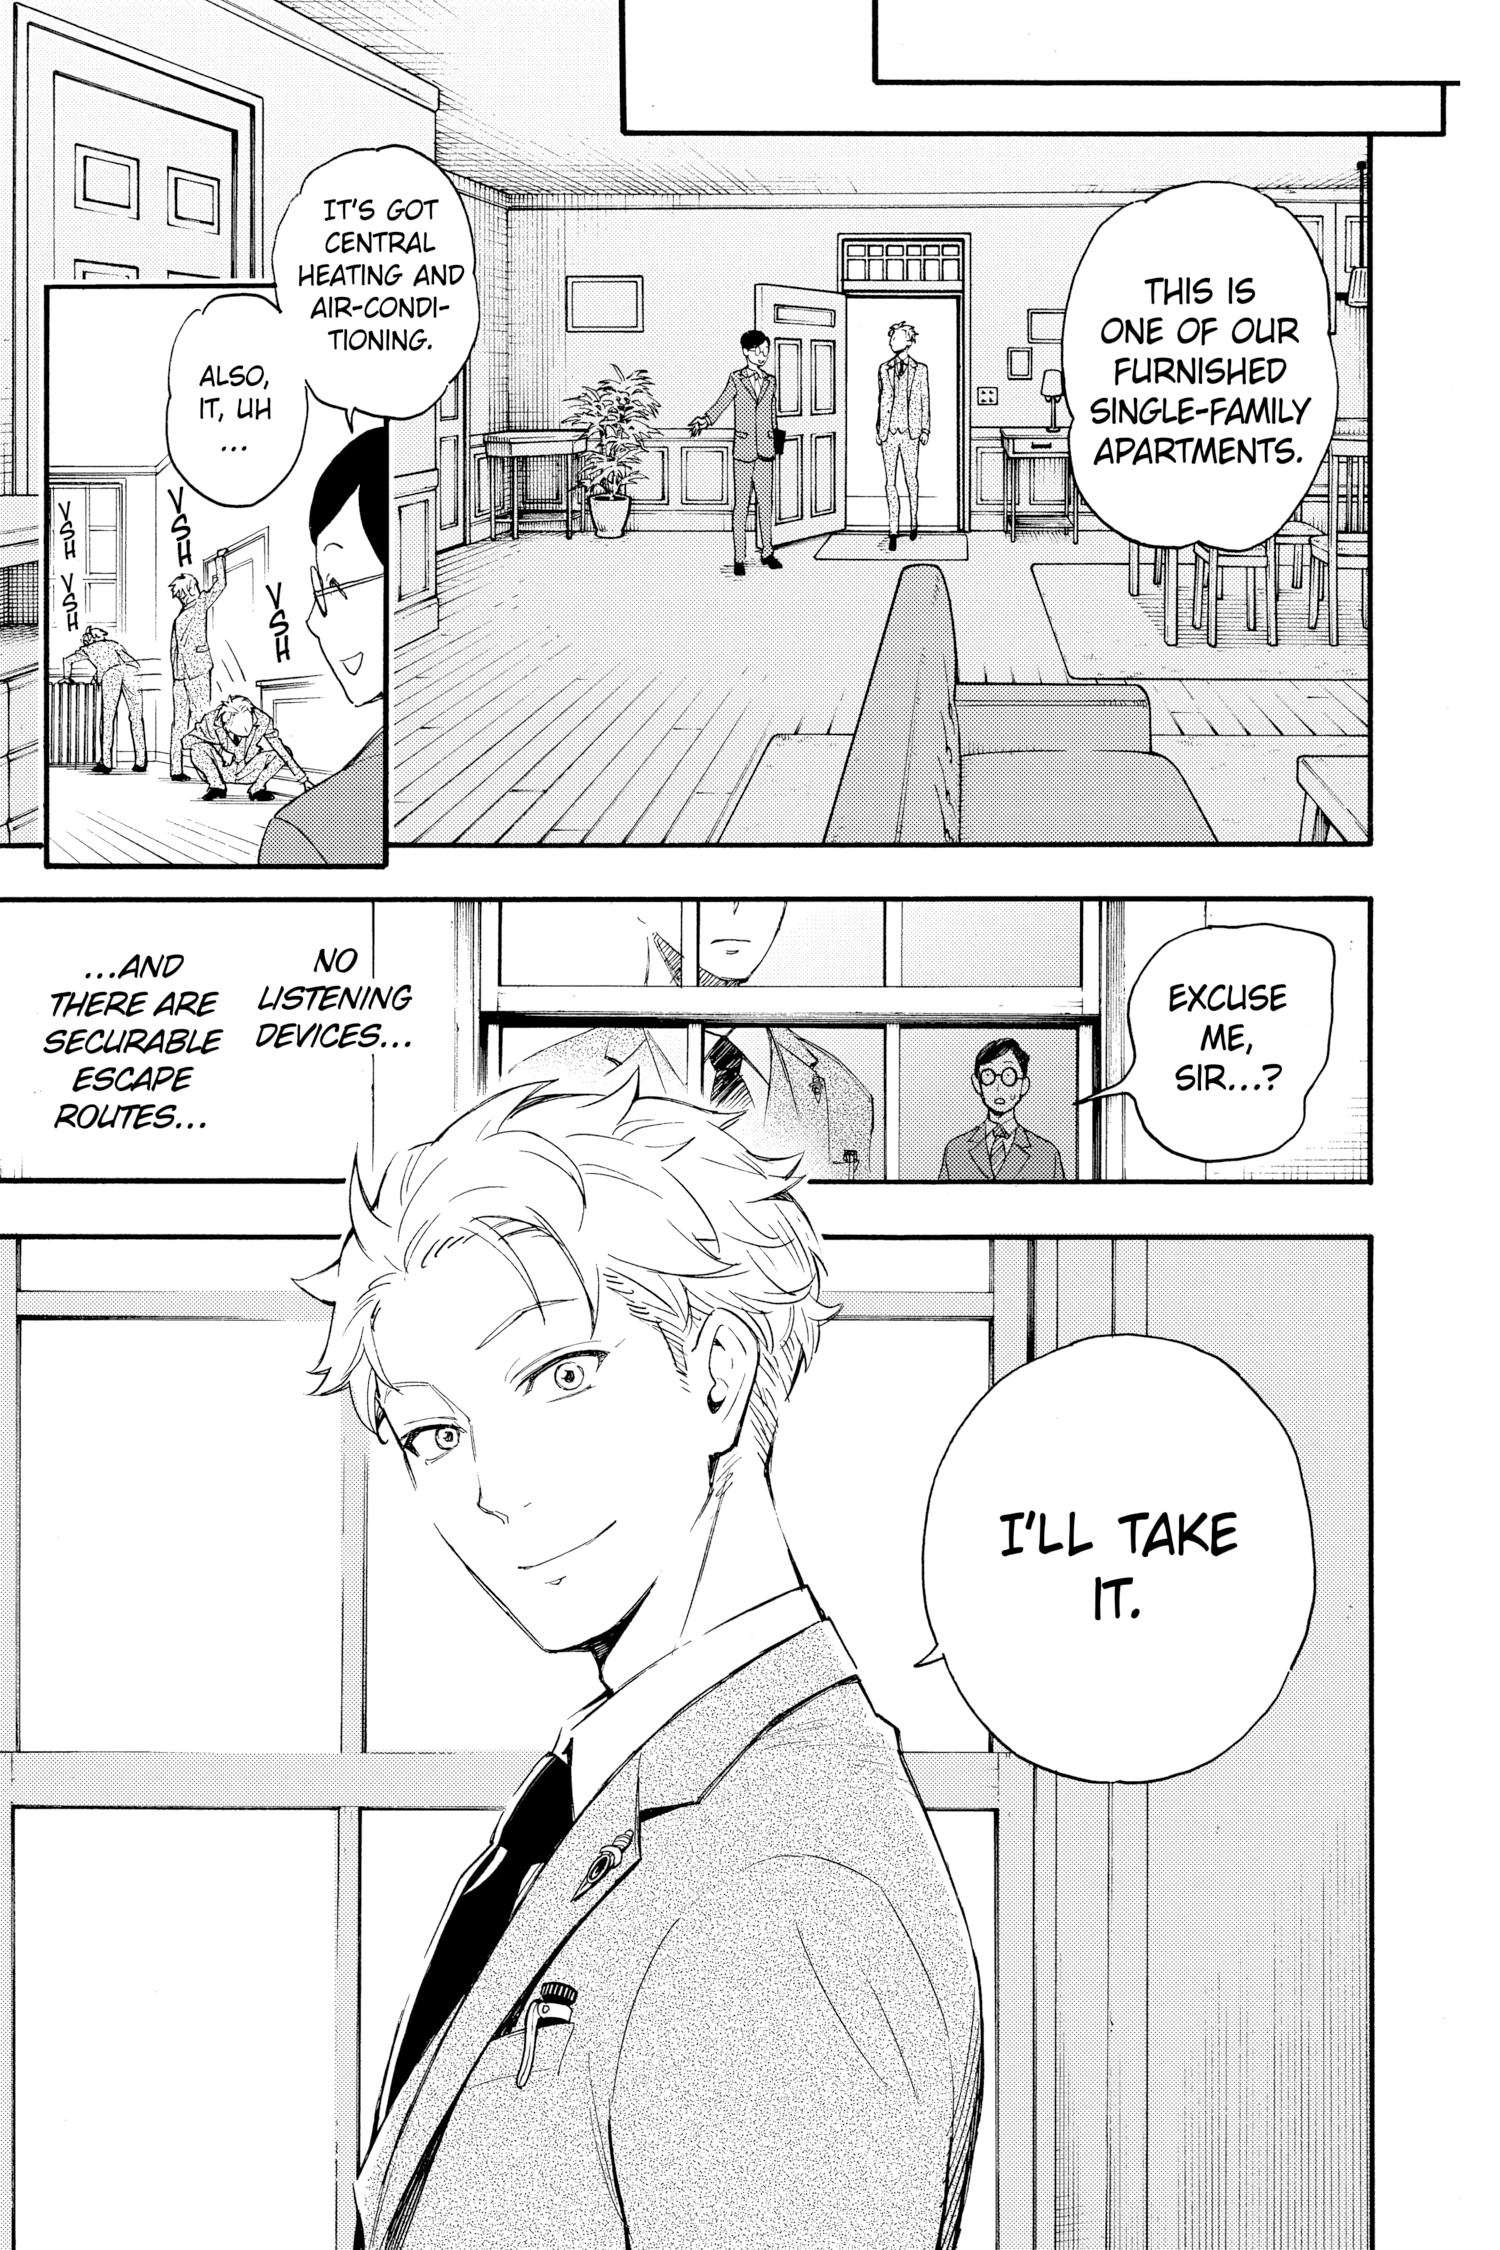 THIS IS
ONE OF OUR
FURNISHED
SINGLE-FAMILY
APARTMENTS.
IT'S GOT
CENTRAL
HEATING AND
AIR-CONDI-
TIONING.
ALSO,
IT, UH
...
VSH
VSH
VSH
VSH
EXCUSE
ME,
SIR...?
NO
LISTENING
DEVICES...
...AND
THERE ARE
SECURABLE
ESCAPE
ROUTES...
I'LL TAKE
IT.